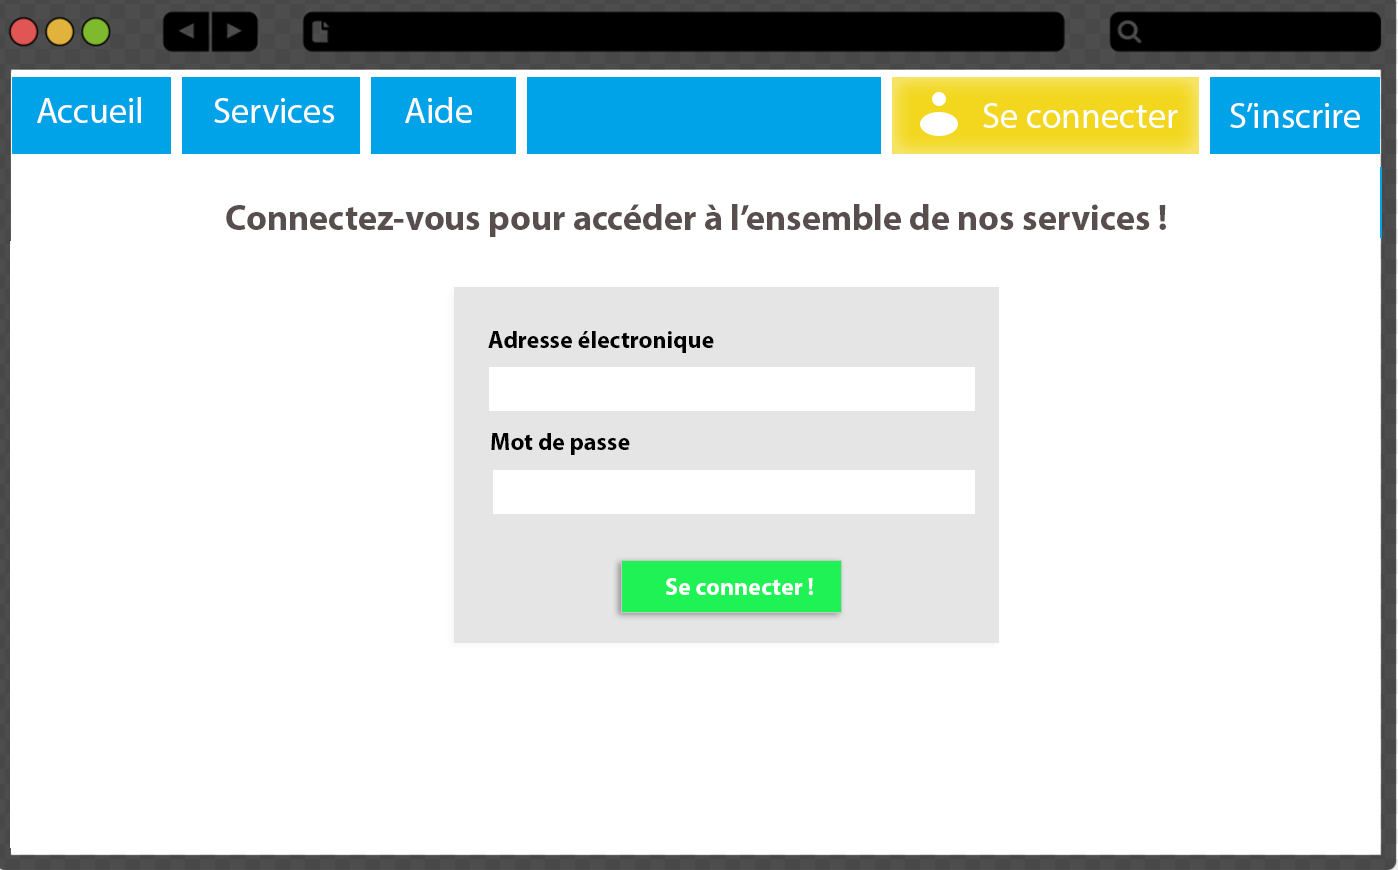 Accueil
Services
Aide
Se connecter
S’inscrire
Connectez-vous pour accéder à l’ensemble de nos services !
Adresse électronique
Mot de passe
Se connecter !